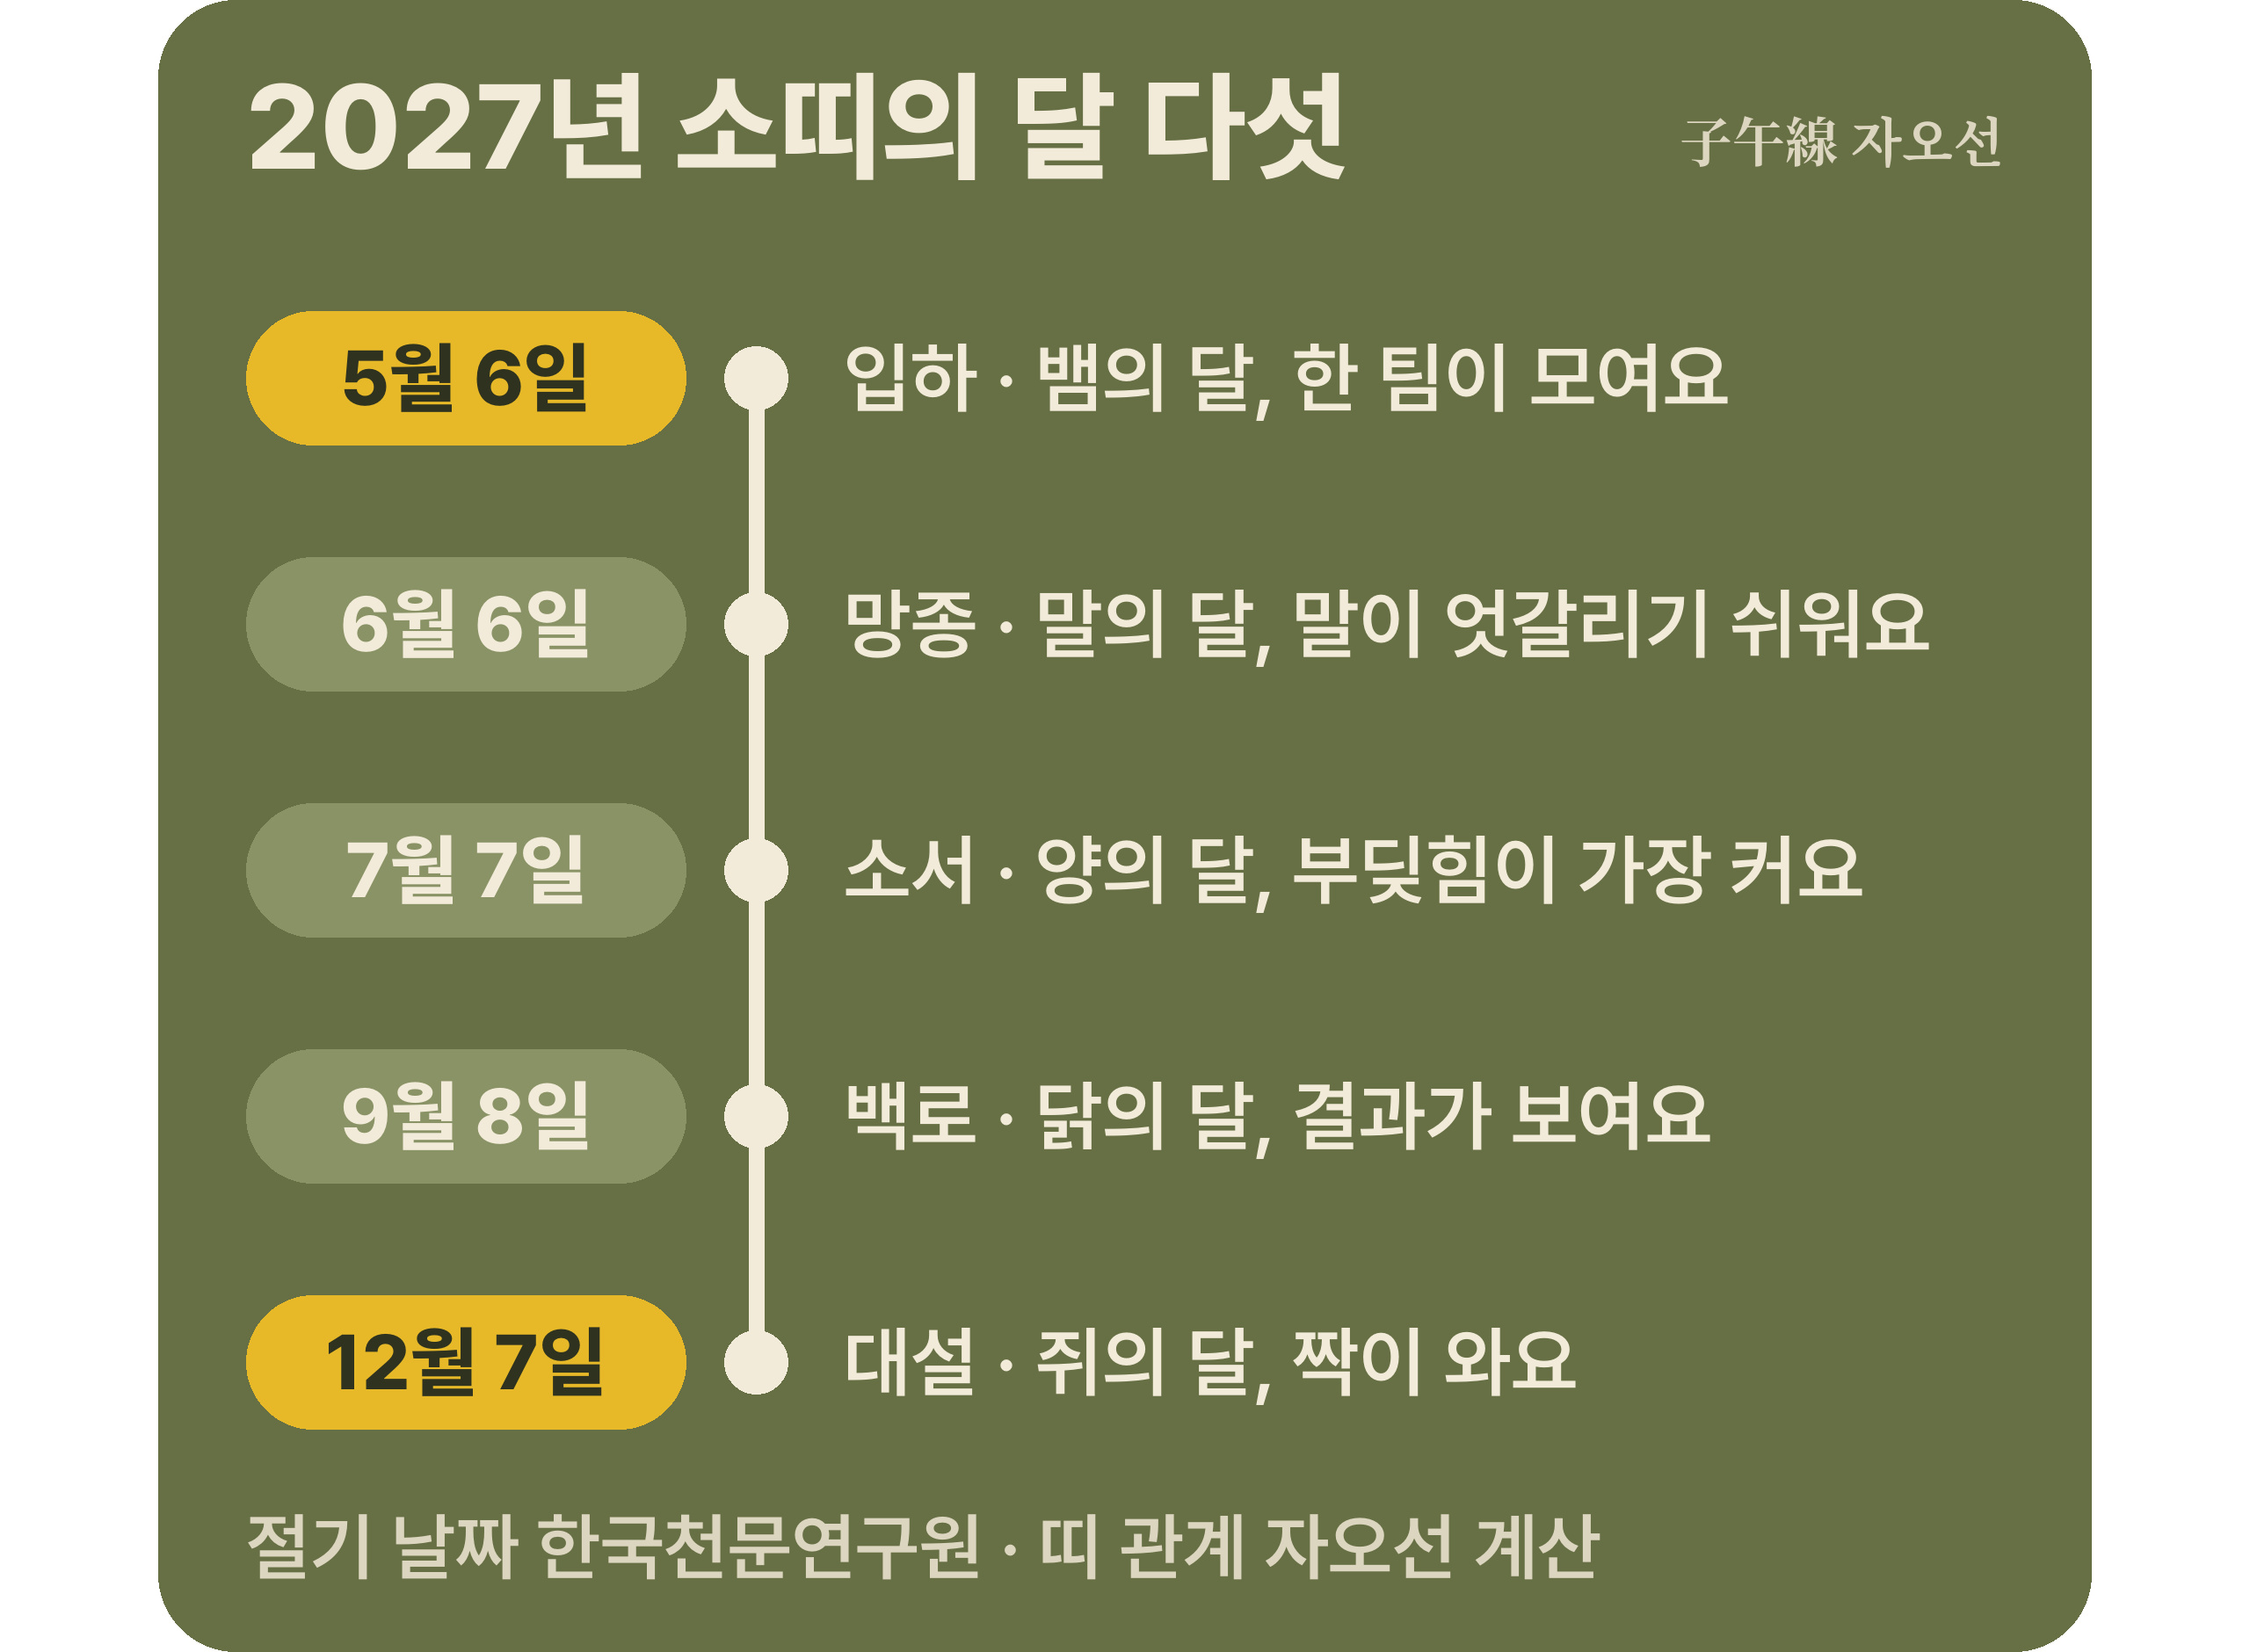 2027년 소띠의 달 다섯
子午線 자오선
5월 6일 입하 · 뱀의 달, 한 팀이 모여요
6월 6일 망종 · 말의 달, 말이 엇갈리기 쉬워요
7월 7일 소서 · 양의 달, 부딪힘이 가장 커요
9월 8일 백로 · 닭의 달, 결과가 보여요
12월 7일 대설 · 쥐의 달, 짝이 와요
절기 날짜 한국천문연구원 · 띠 관계 자오선 계산